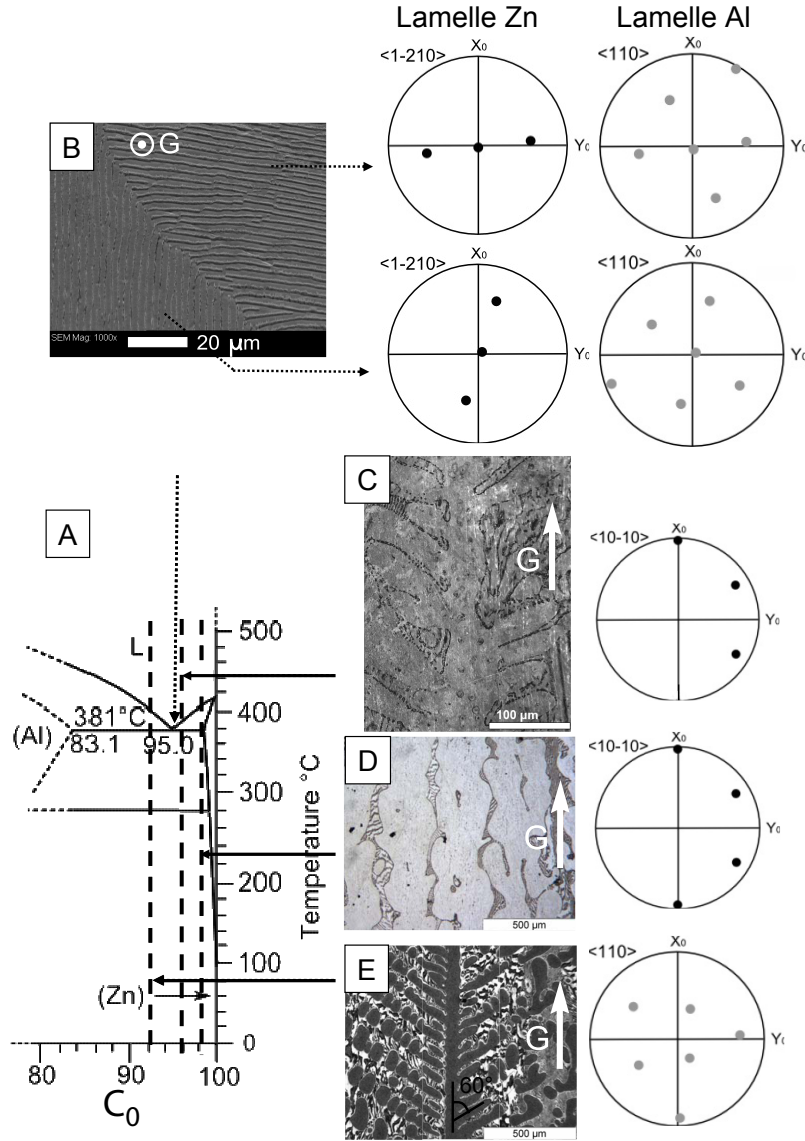 Lamelle Zn
Lamelle Al
<1-210>
X0
Y0
<110>
X0
Y0
B
G
SEM Mag: 1000x
20 µm
<1-210>
X0
Y0
<110>
X0
Y0
A
L
500
400
300
200
100
0
381°C
(Al)
83.1
95.0
Temperature °C
(Zn)
80
90
100
C0
C
G
100 µm
<10-10>
X0
Y0
D
G
500 µm
<10-10>
X0
Y0
E
G
60°
500 µm
<110>
X0
Y0